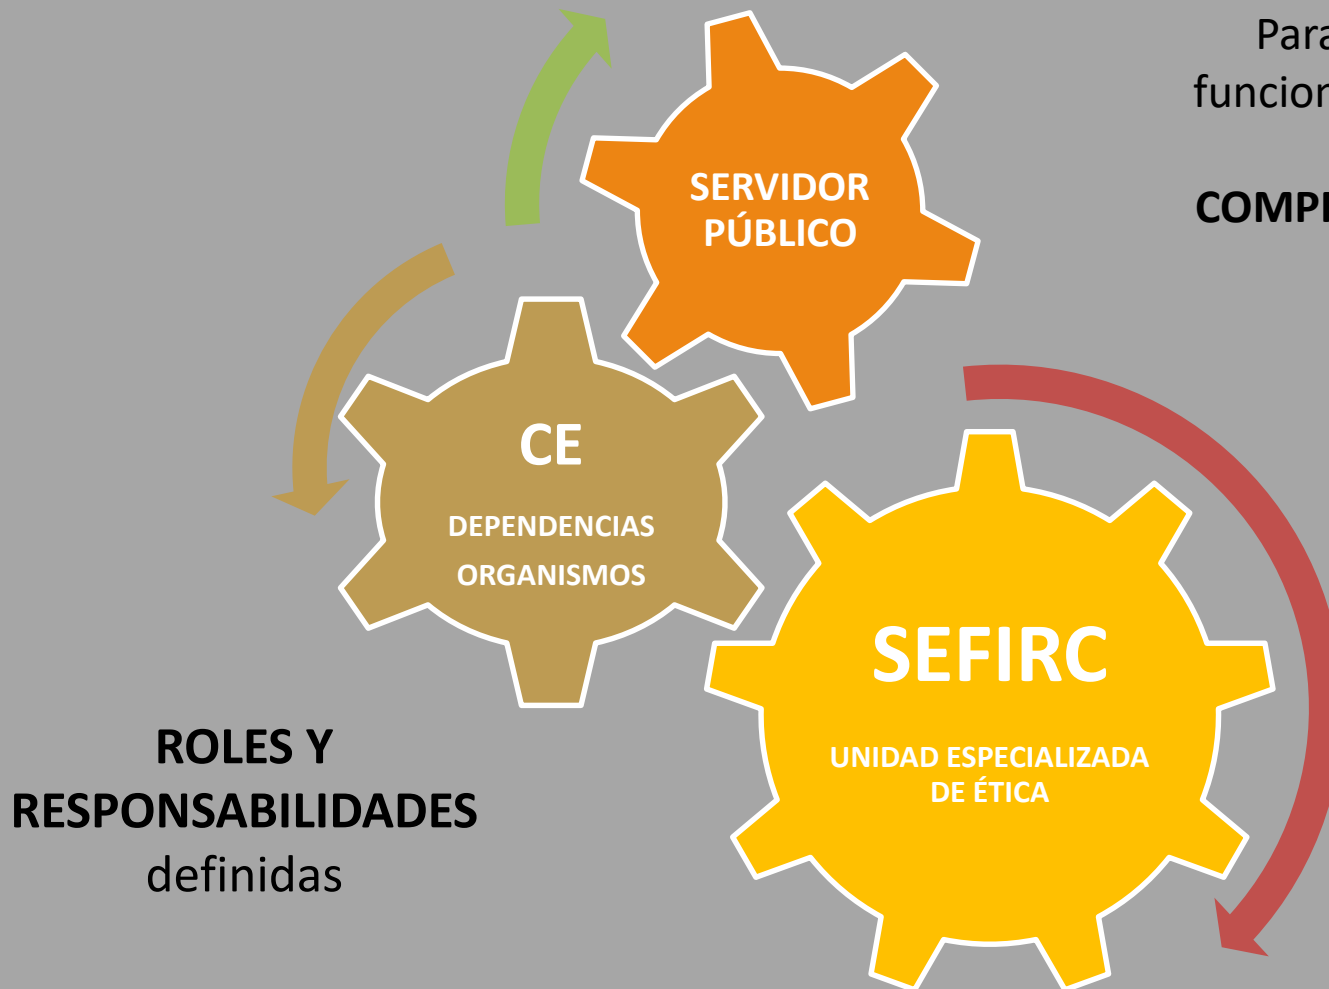 Para
funcion
COMP
SERVIDOR
PÚBLICO
CE
DEPENDENCIAS
ORGANISMOS
SEFIRC
UNIDAD ESPECIALIZADA
DE ÉTICA
ROLES Y
RESPONSABILIDADES
definidas